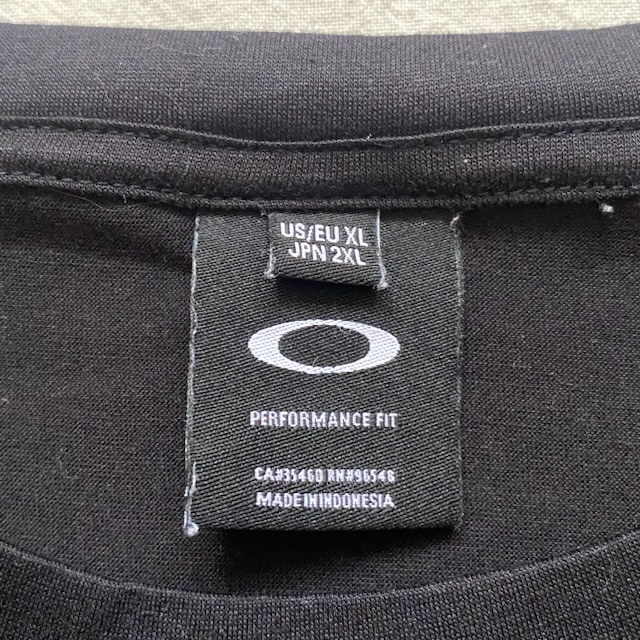 US/EU XL
JPN 2XL
PERFORMANCE FIT
CA#35460 RN#96548
MADE IN INDONESIA